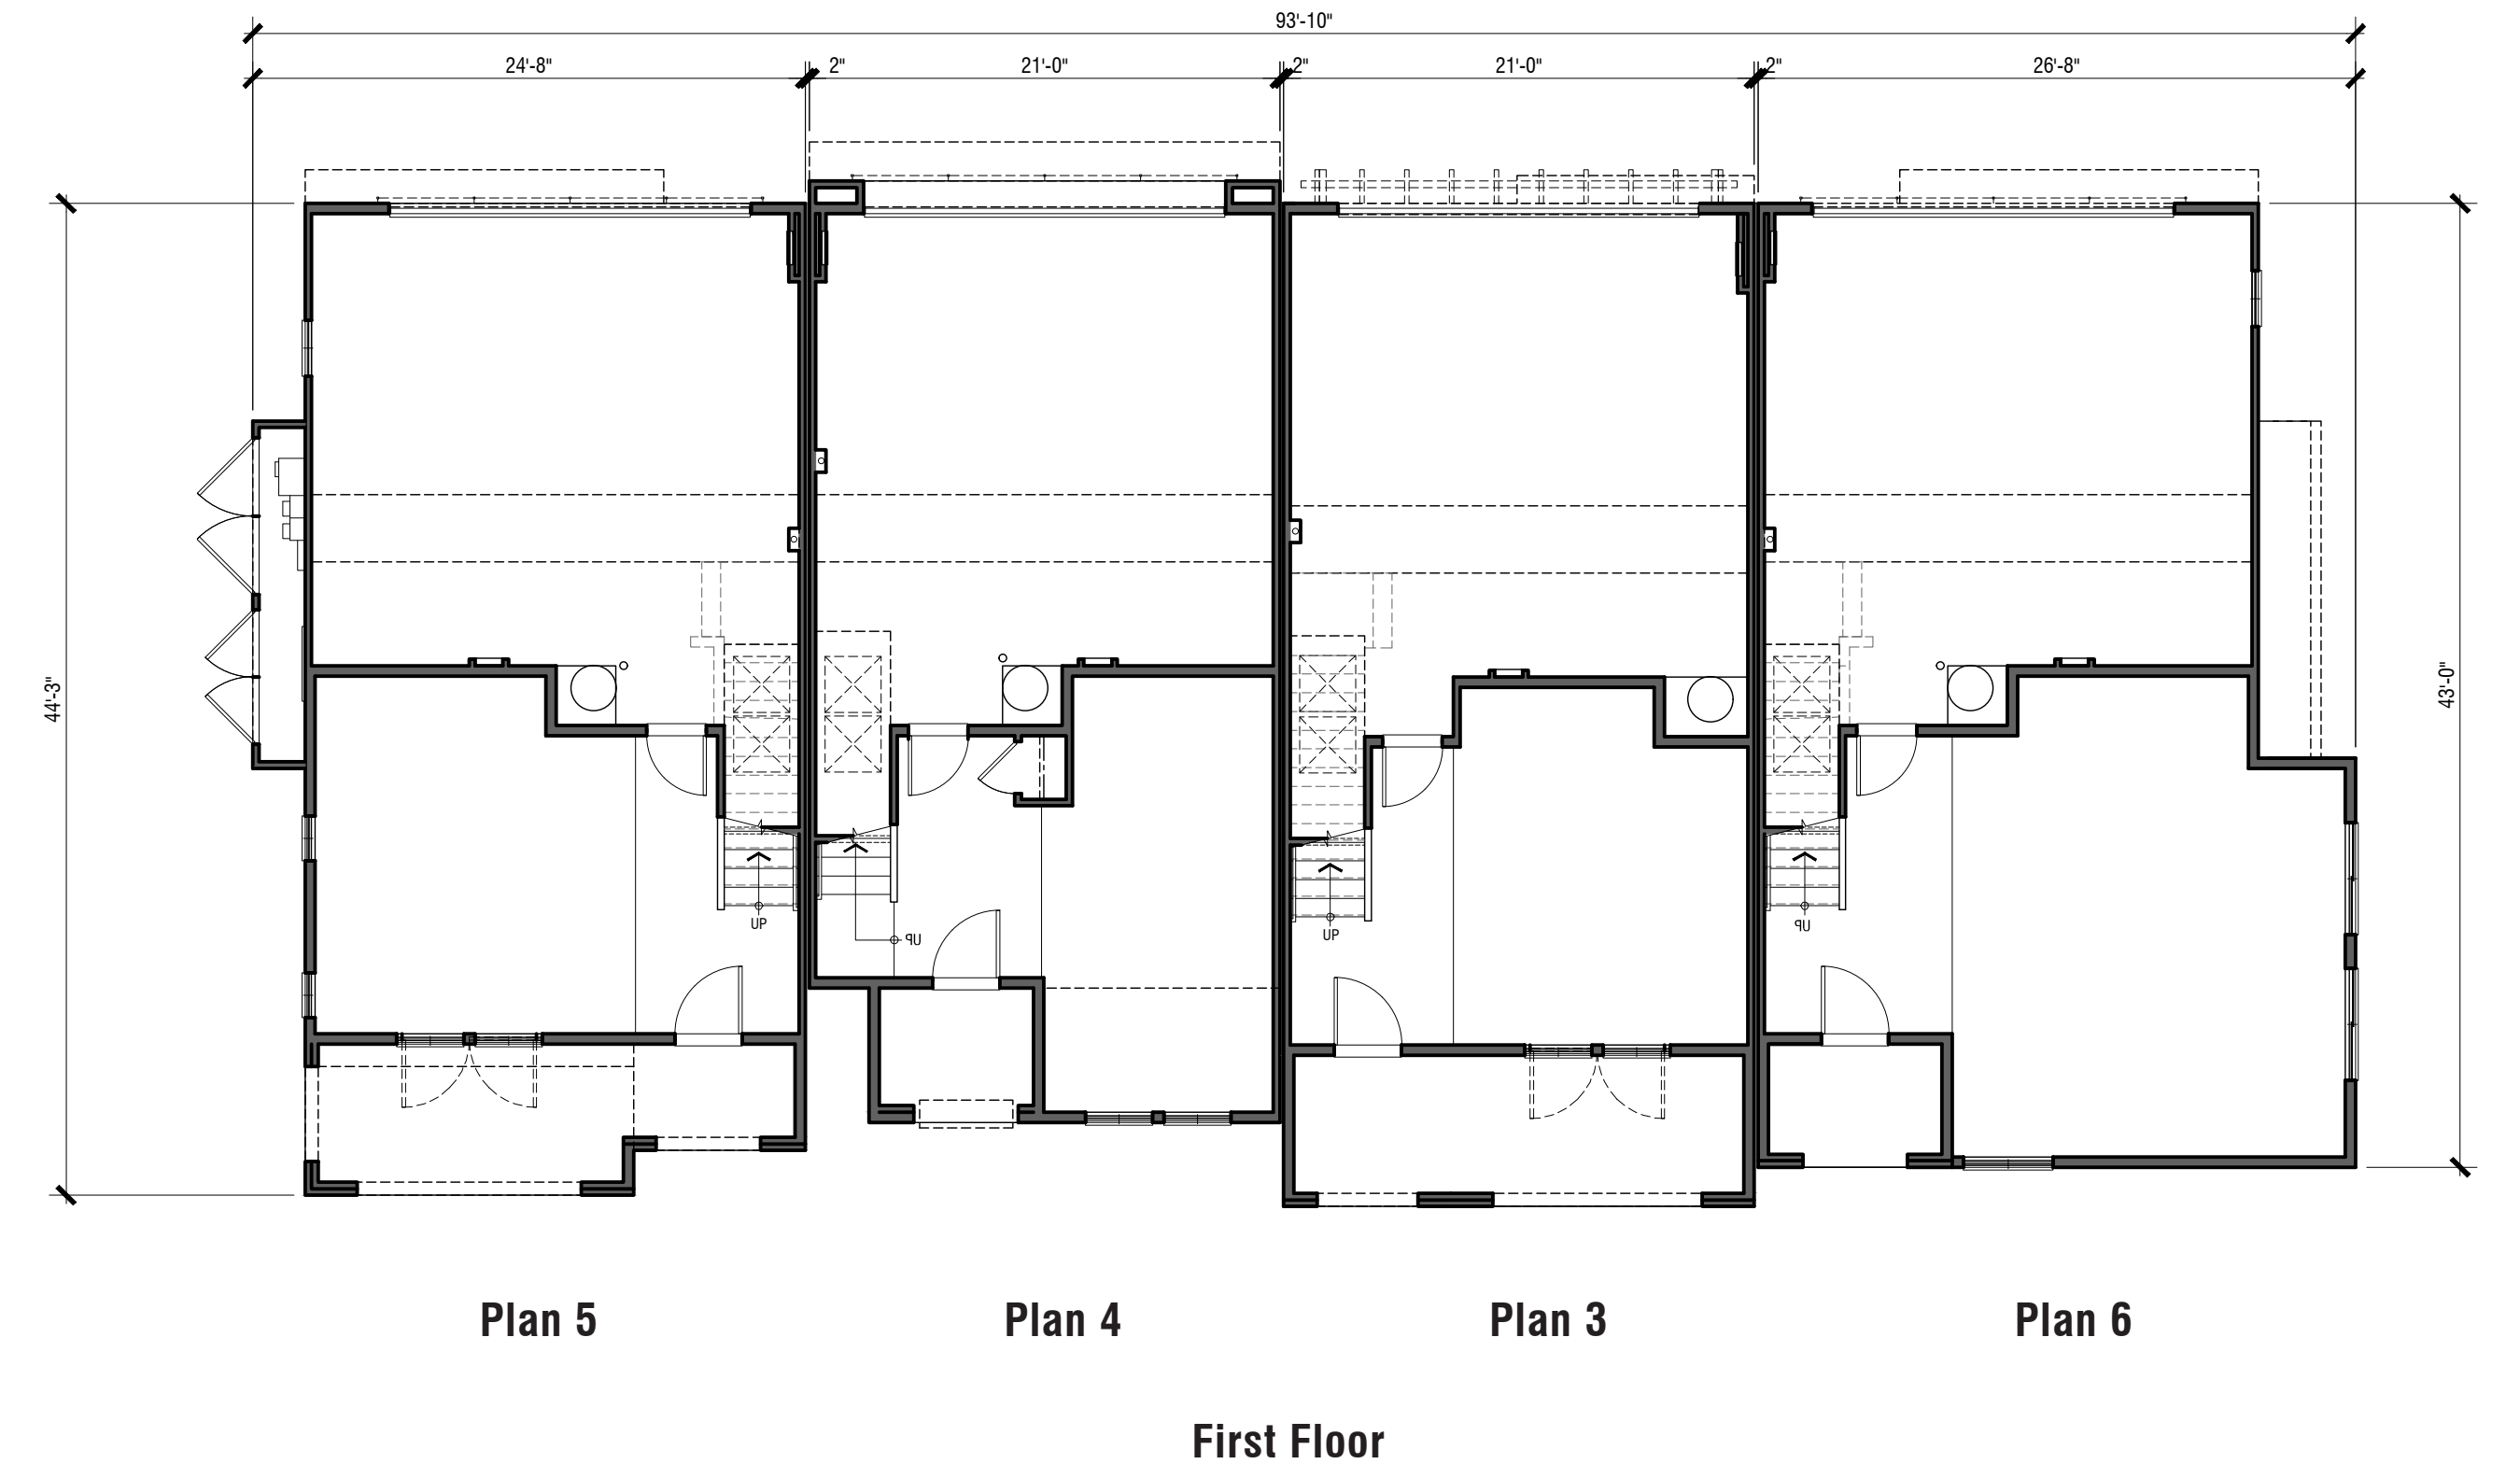 93'-10"
24'-8"
2"
21'-0"
2"
21'-0"
2"
26'-8"
44'-3"
43'-0"
UP
UP
UP
UP
Plan 5
Plan 4
Plan 3
Plan 6
First Floor